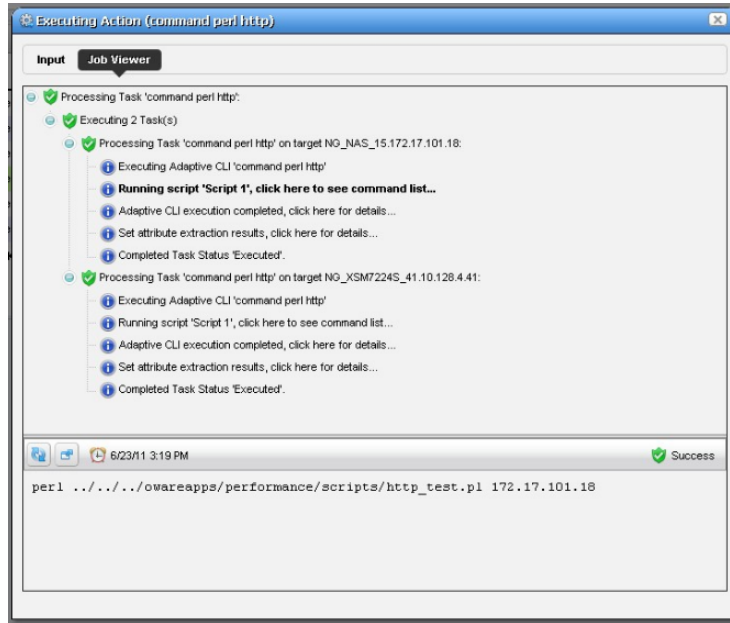 Executing Action (command perl http)
Input Job Viewer
Processing Task 'command perl http':
Executing 2 Task(s)
Processing Task 'command perl http' on target NG_NAS_15.172.17.101.18:
Executing Adaptive CLI 'command perl http'
Running script 'Script 1', click here to see command list...
Adaptive CLI execution completed, click here for details...
Set attribute extraction results, click here for details...
Completed Task Status 'Executed'.
Processing Task 'command perl http' on target NG_XSM7224S_41.10.128.4.41:
Executing Adaptive CLI 'command perl http'
Running script 'Script 1', click here to see command list...
Adaptive CLI execution completed, click here for details...
Set attribute extraction results, click here for details...
Completed Task Status 'Executed'.
6/23/11 3:19 PM Success
perl ../../../owareapps/performance/scripts/http_test.pl 172.17.101.18